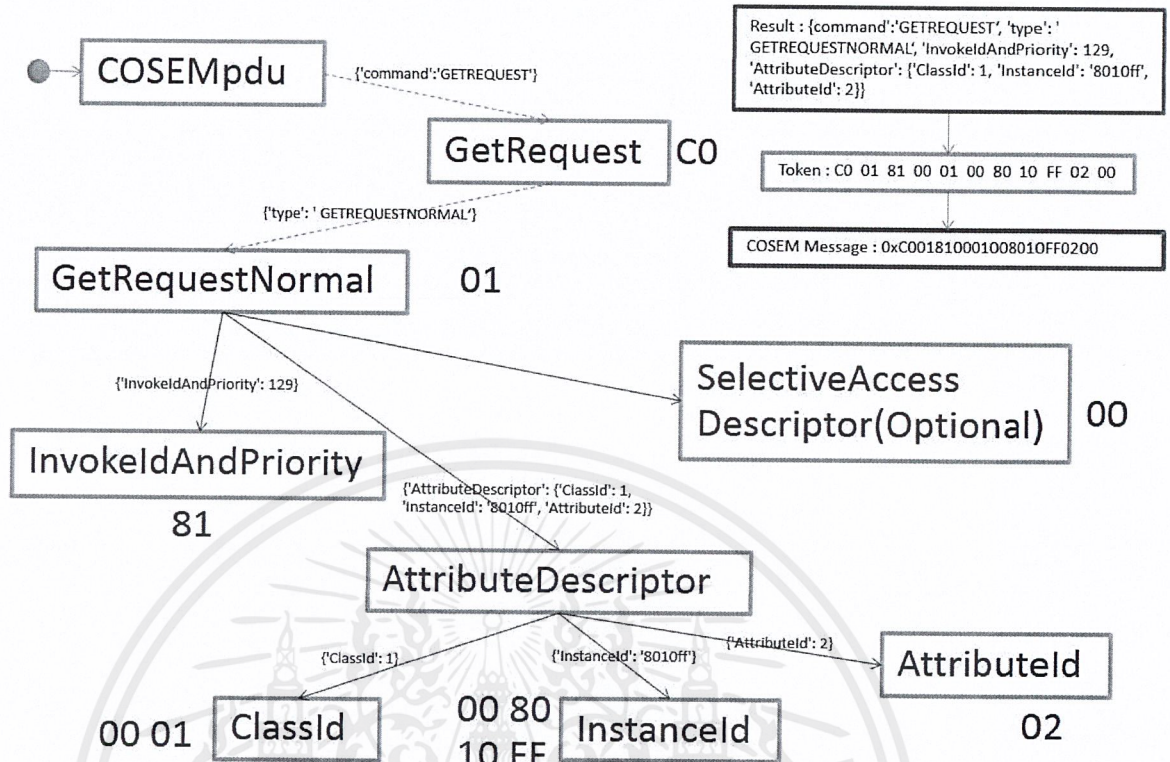 COSEMpdu
{'command':'GETREQUEST'}
GetRequest
C0
{'type': ' GETREQUESTNORMAL'}
GetRequestNormal
01
{'InvokeIdAndPriority': 129}
InvokeIdAndPriority
81
{'AttributeDescriptor': {'ClassId': 1,
'InstanceId': '8010ff', 'AttributeId': 2}}
SelectiveAccess
Descriptor(Optional)
00
AttributeDescriptor
{'ClassId': 1}
{'InstanceId': '8010ff'}
{'AttributeId': 2}
00 01
ClassId
00 80
10 FF
InstanceId
AttributeId
02
Result : {command':'GETREQUEST', 'type': '
GETREQUESTNORMAL', 'InvokeIdAndPriority': 129,
'AttributeDescriptor': {'ClassId': 1, 'InstanceId': '8010ff',
'AttributeId': 2}}
Token : C0 01 81 00 01 00 80 10 FF 02 00
COSEM Message : 0xC001810001008010FF0200